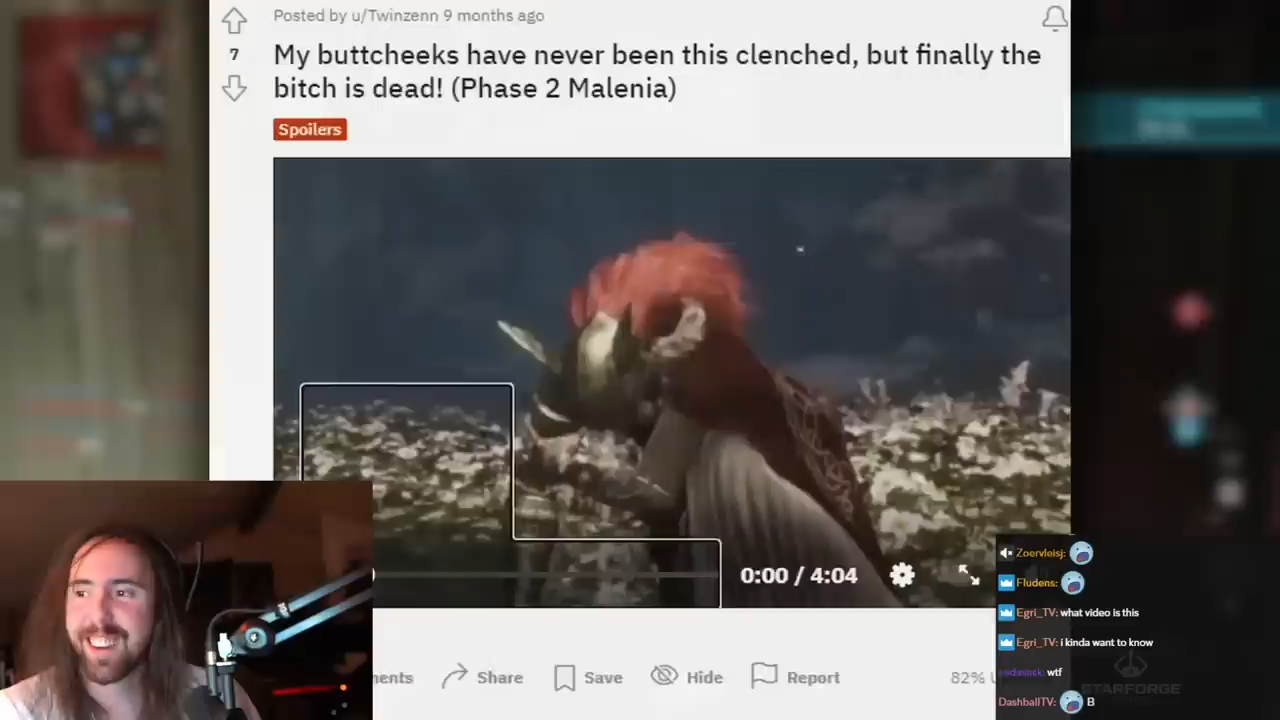 Posted by u/Twinzenn 9 months ago
7
My buttcheeks have never been this clenched, but finally the
bitch is dead! (Phase 2 Malenia)
Spoilers
0:00 / 4:04
Zoervleisj:
Fludens:
Egri_TV: what video is this
Egri_TV: i kinda want to know
wtf
DashballTV: B
STARFORGE
ents Share Save Hide Report 82%